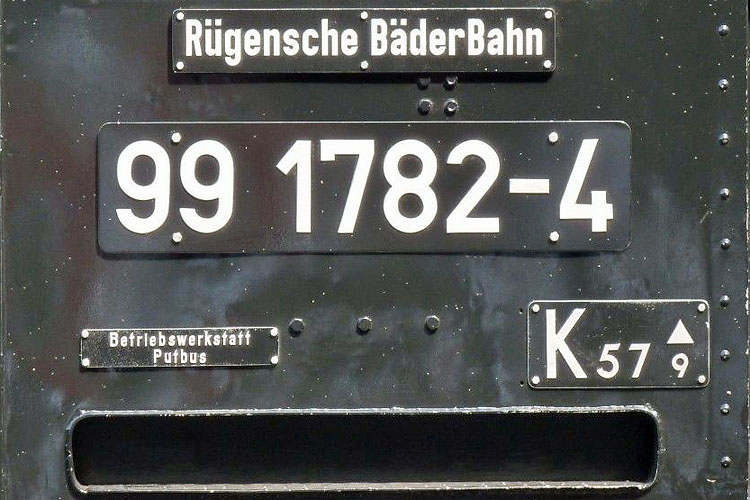 Rügensche BäderBahn
99 1782-4
Betriebswerkstatt
Putbus
K 57 9